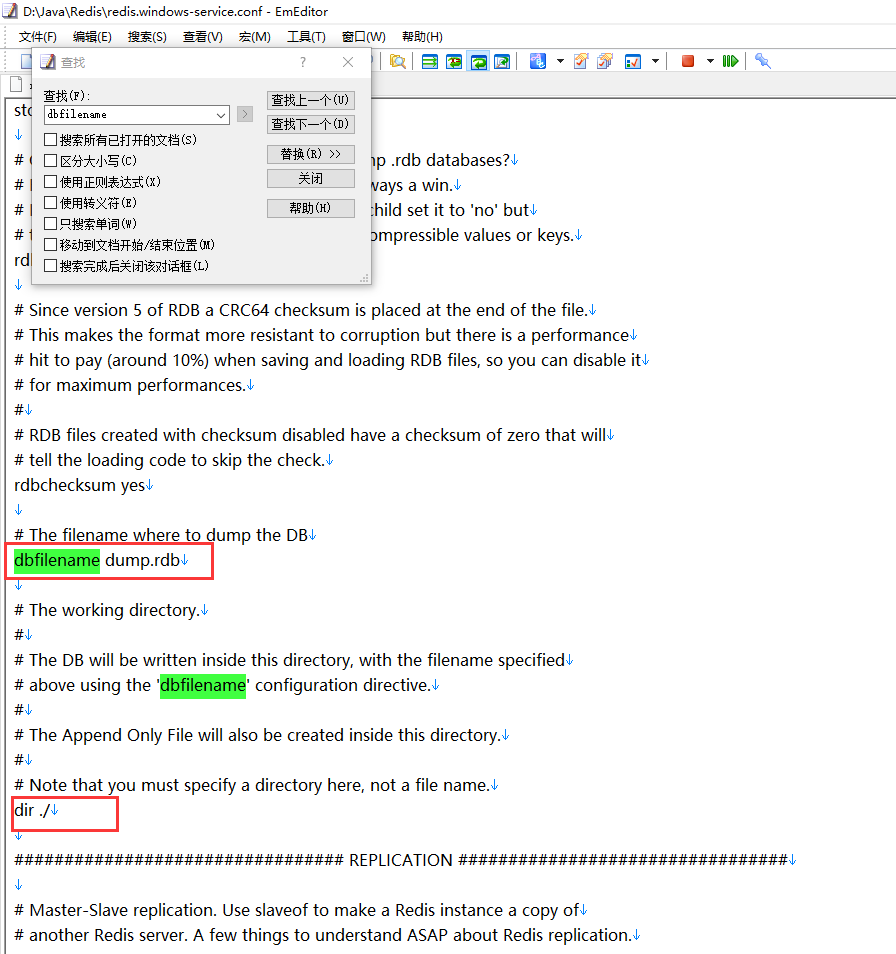 D:\Java\Redis\redis.windows-service.conf - EmEditor
文件(F) 编辑(E) 搜索(S) 查看(V) 宏(M) 工具(T) 窗口(W) 帮助(H)
查找
查找(F):
dbfilename
查找上一个(U)
查找下一个(D)
替换(R) >>
关闭
帮助(H)
搜索所有已打开的文档(S)
区分大小写(C)
使用正则表达式(X)
使用转义符(E)
只搜索单词(W)
移动到文档开始/结束位置(M)
搜索完成后关闭该对话框(L)
.rdb databases?↓
a win.↓
child set it to 'no' but↓
compressible values or keys.↓
↓
# Since version 5 of RDB a CRC64 checksum is placed at the end of the file.↓
# This makes the format more resistant to corruption but there is a performance↓
# hit to pay (around 10%) when saving and loading RDB files, so you can disable it↓
# for maximum performances.↓
#↓
# RDB files created with checksum disabled have a checksum of zero that will↓
# tell the loading code to skip the check.↓
rdbchecksum yes↓
↓
# The filename where to dump the DB↓
dbfilename dump.rdb↓
↓
# The working directory.↓
#↓
# The DB will be written inside this directory, with the filename specified↓
# above using the 'dbfilename' configuration directive.↓
#↓
# The Append Only File will also be created inside this directory.↓
#↓
# Note that you must specify a directory here, not a file name.↓
dir ./↓
↓
################################# REPLICATION #################################↓
↓
# Master-Slave replication. Use slaveof to make a Redis instance a copy of↓
# another Redis server. A few things to understand ASAP about Redis replication.↓